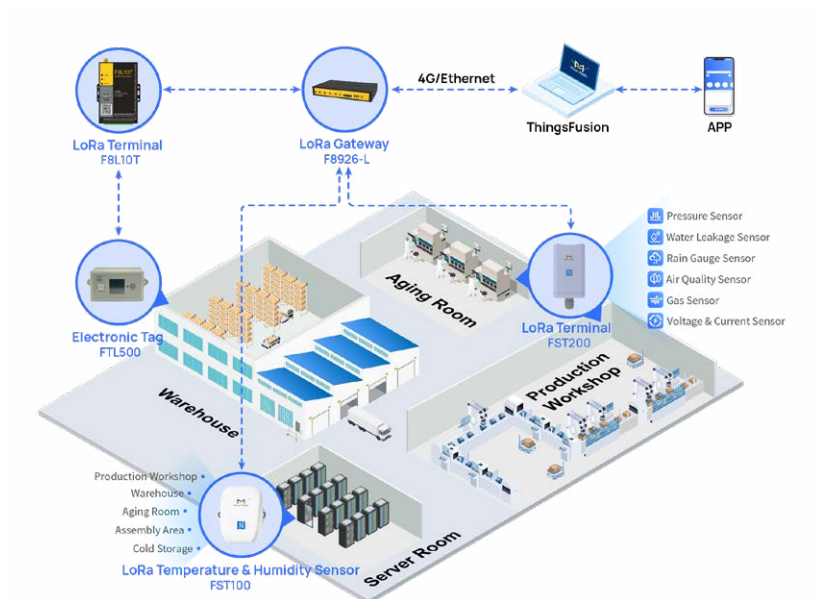 4G/Ethernet
LoRa Terminal
F8L10T
LoRa Gateway
F8926-L
ThingsFusion
APP
Pressure Sensor
Water Leakage Sensor
Rain Gauge Sensor
Air Quality Sensor
Gas Sensor
Voltage & Current Sensor
Aging Room
LoRa Terminal
FST200
Electronic Tag
FTL500
Warehouse
Production
Workshop
Production Workshop
Warehouse
Aging Room
Assembly Area
Cold Storage
Server Room
LoRa Temperature & Humidity Sensor
FST100